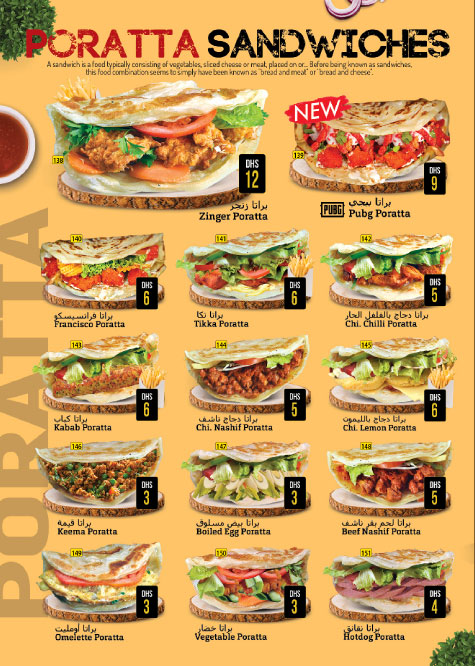 PORATTA SANDWICHES
A sandwich is a food typically consisting of vegetables, sliced cheese or meat, placed on or... Before being known as sandwiches,
this food combination seems to simply have been known as "bread and meat" or "bread and cheese".
138
DHS
12
براتا زنجر
Zinger Poratta
NEW
139
DHS
9
براتا ببجي
PUBG Pubg Poratta
140
DHS
6
براتا فرانسيسكو
Francisco Poratta
141
DHS
6
براتا تكا
Tikka Poratta
142
DHS
5
براتا دجاج بالفلفل الحار
Chi. Chilli Poratta
143
DHS
6
براتا كباب
Kabab Poratta
144
DHS
5
براتا دجاج ناشف
Chi. Nashif Poratta
145
DHS
6
براتا دجاج بالليمون
Chi. Lemon Poratta
146
DHS
3
براتا قيمة
Keema Poratta
147
DHS
3
براتا بيض مسلوق
Boiled Egg Poratta
148
DHS
5
براتا لحم بقر ناشف
Beef Nashif Poratta
149
DHS
3
براتا أومليت
Omelette Poratta
150
DHS
3
براتا خضار
Vegetable Poratta
151
DHS
4
براتا نقانق
Hotdog Poratta
PORATTA